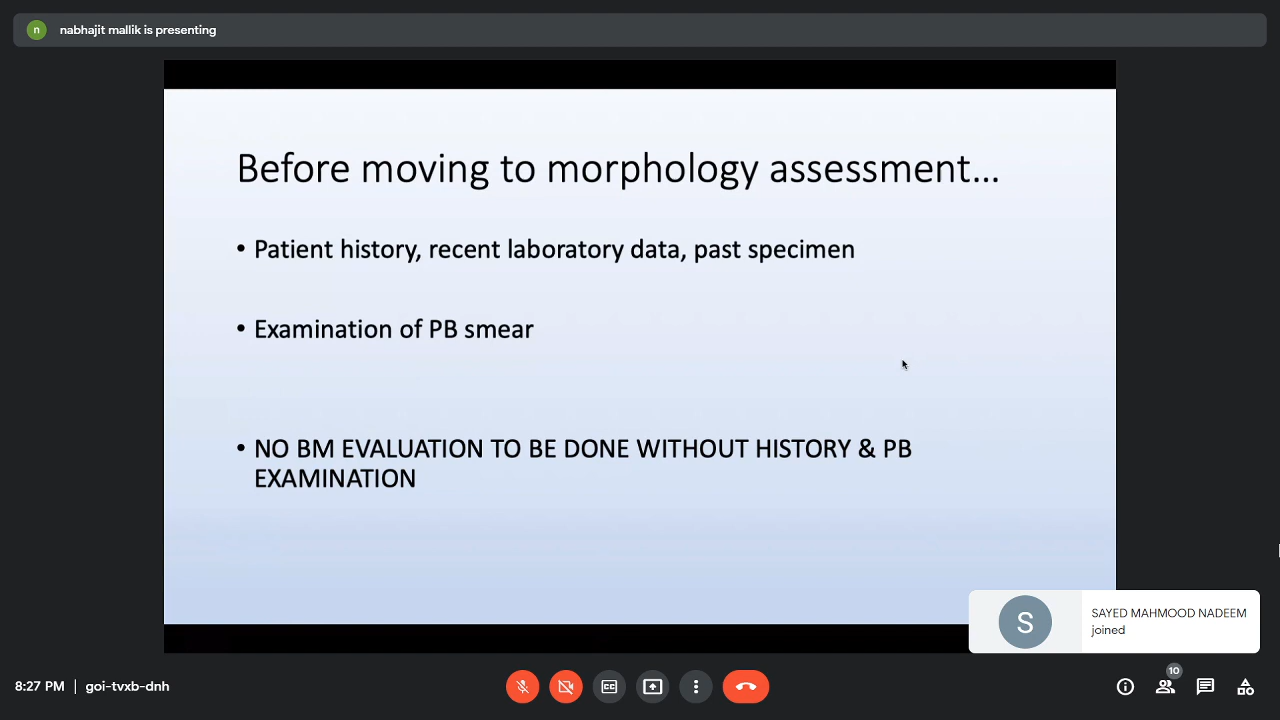 n
nabhajit mallik is presenting
Before moving to morphology assessment...
• Patient history, recent laboratory data, past specimen
• Examination of PB smear
• NO BM EVALUATION TO BE DONE WITHOUT HISTORY & PB
EXAMINATION
S
SAYED MAHMOOD NADEEM
joined
8:27 PM | goi-tvxb-dnh
CC
10